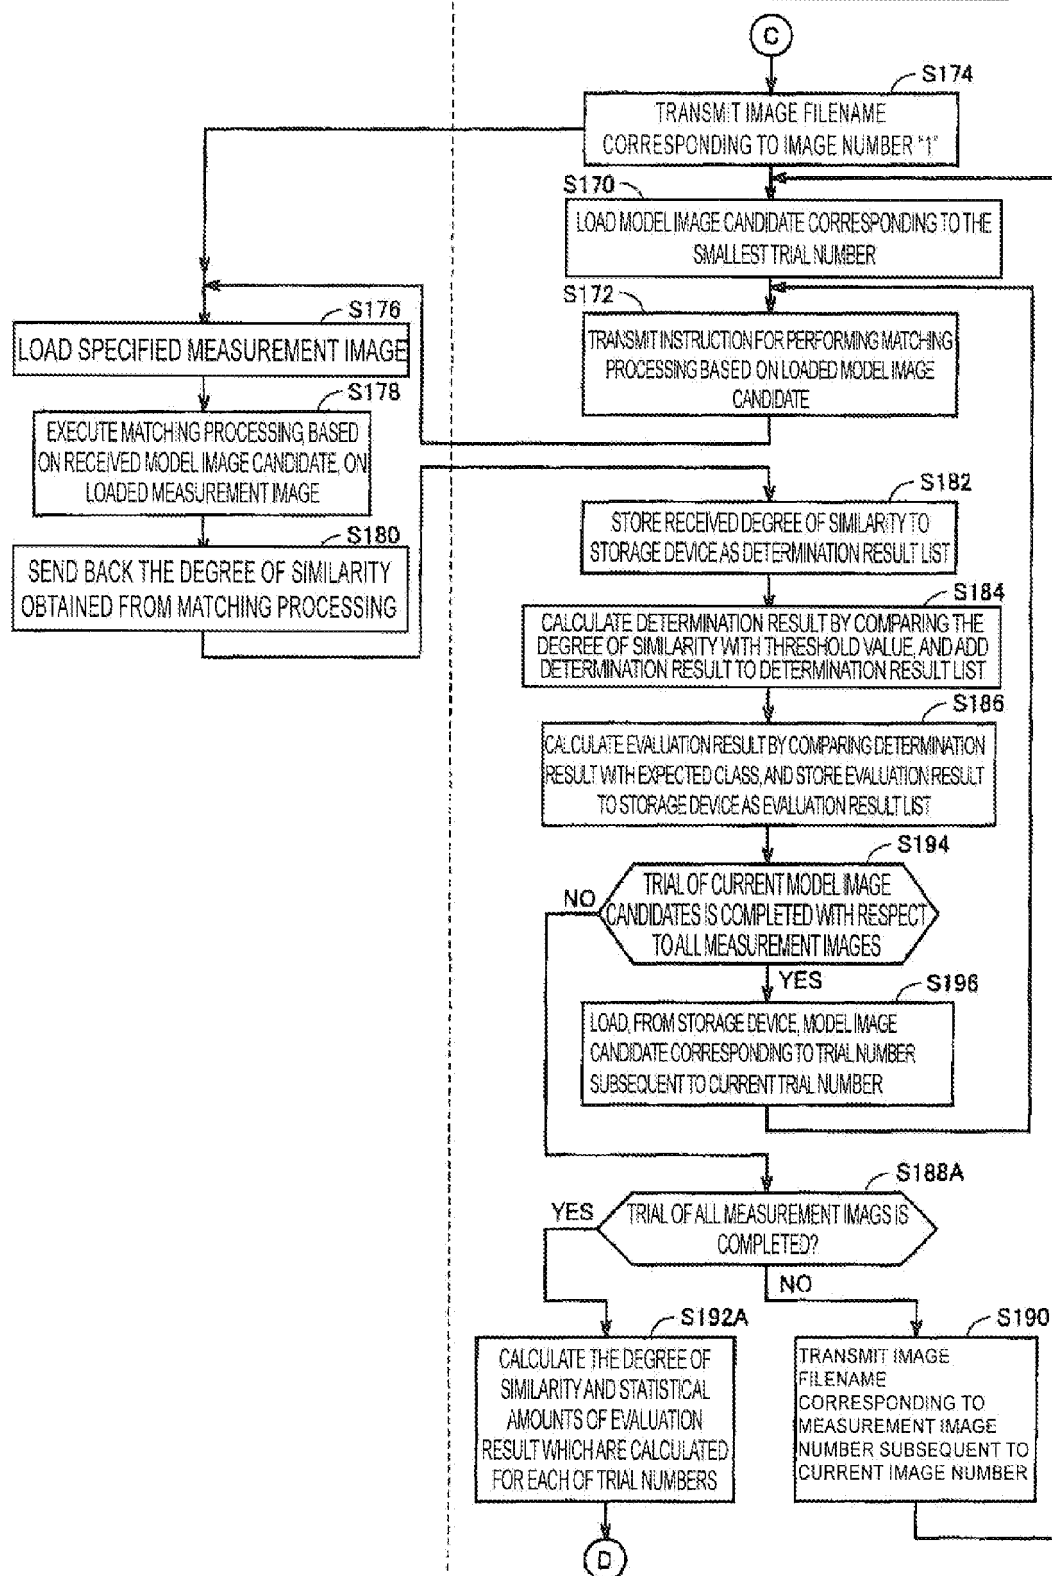 C
S174
TRANSMIT IMAGE FILENAME
CORRESPONDING TO IMAGE NUMBER "1"
S170
LOAD MODEL IMAGE CANDIDATE CORRESPONDING TO THE
SMALLEST TRIAL NUMBER
S172
TRANSMIT INSTRUCTION FOR PERFORMING MATCHING
PROCESSING BASED ON LOADED MODEL IMAGE
CANDIDATE
S176
LOAD SPECIFIED MEASUREMENT IMAGE
S178
EXECUTE MATCHING PROCESSING, BASED
ON RECEIVED MODEL IMAGE CANDIDATE, ON
LOADED MEASUREMENT IMAGE
S180
SEND BACK THE DEGREE OF SIMILARITY
OBTAINED FROM MATCHING PROCESSING
S182
STORE RECEIVED DEGREE OF SIMILARITY TO
STORAGE DEVICE AS DETERMINATION RESULT LIST
S184
CALCULATE DETERMINATION RESULT BY COMPARING THE
DEGREE OF SIMILARITY WITH THRESHOLD VALUE, AND ADD
DETERMINATION RESULT TO DETERMINATION RESULT LIST
S186
CALCULATE EVALUATION RESULT BY COMPARING DETERMINATION
RESULT WITH EXPECTED CLASS, AND STORE EVALUATION RESULT
TO STORAGE DEVICE AS EVALUATION RESULT LIST
S194
TRIAL OF CURRENT MODEL IMAGE
CANDIDATES IS COMPLETED WITH RESPECT
TO ALL MEASUREMENT IMAGES
NO
YES
S196
LOAD, FROM STORAGE DEVICE, MODEL IMAGE
CANDIDATE CORRESPONDING TO TRIAL NUMBER
SUBSEQUENT TO CURRENT TRIAL NUMBER
S188A
TRIAL OF ALL MEASUREMENT IMAGS IS
COMPLETED?
YES
NO
S192A
CALCULATE THE DEGREE OF
SIMILARITY AND STATISTICAL
AMOUNTS OF EVALUATION
RESULT WHICH ARE CALCULATED
FOR EACH OF TRIAL NUMBERS
S190
TRANSMIT IMAGE
FILENAME
CORRESPONDING TO
MEASUREMENT IMAGE
NUMBER SUBSEQUENT TO
CURRENT IMAGE NUMBER
D